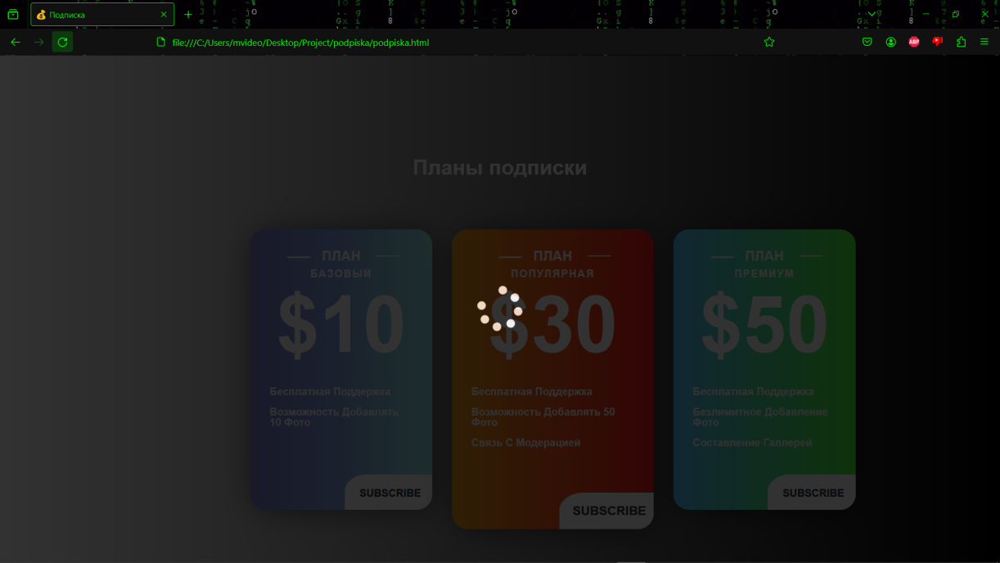 Подписка
file:///C:/Users/mvideo/Desktop/Project/podpiska/podpiska.html
ABP
Планы подписки
ПЛАН
БАЗОВЫЙ
$10
Бесплатная Поддержка
Возможность Добавлять
10 Фото
SUBSCRIBE
ПЛАН
ПОПУЛЯРНАЯ
$30
Бесплатная Поддержка
Возможность Добавлять 50
Фото
Связь С Модерацией
SUBSCRIBE
ПЛАН
ПРЕМИУМ
$50
Бесплатная Поддержка
Безлимитное Добавление
Фото
Составление Галлерей
SUBSCRIBE